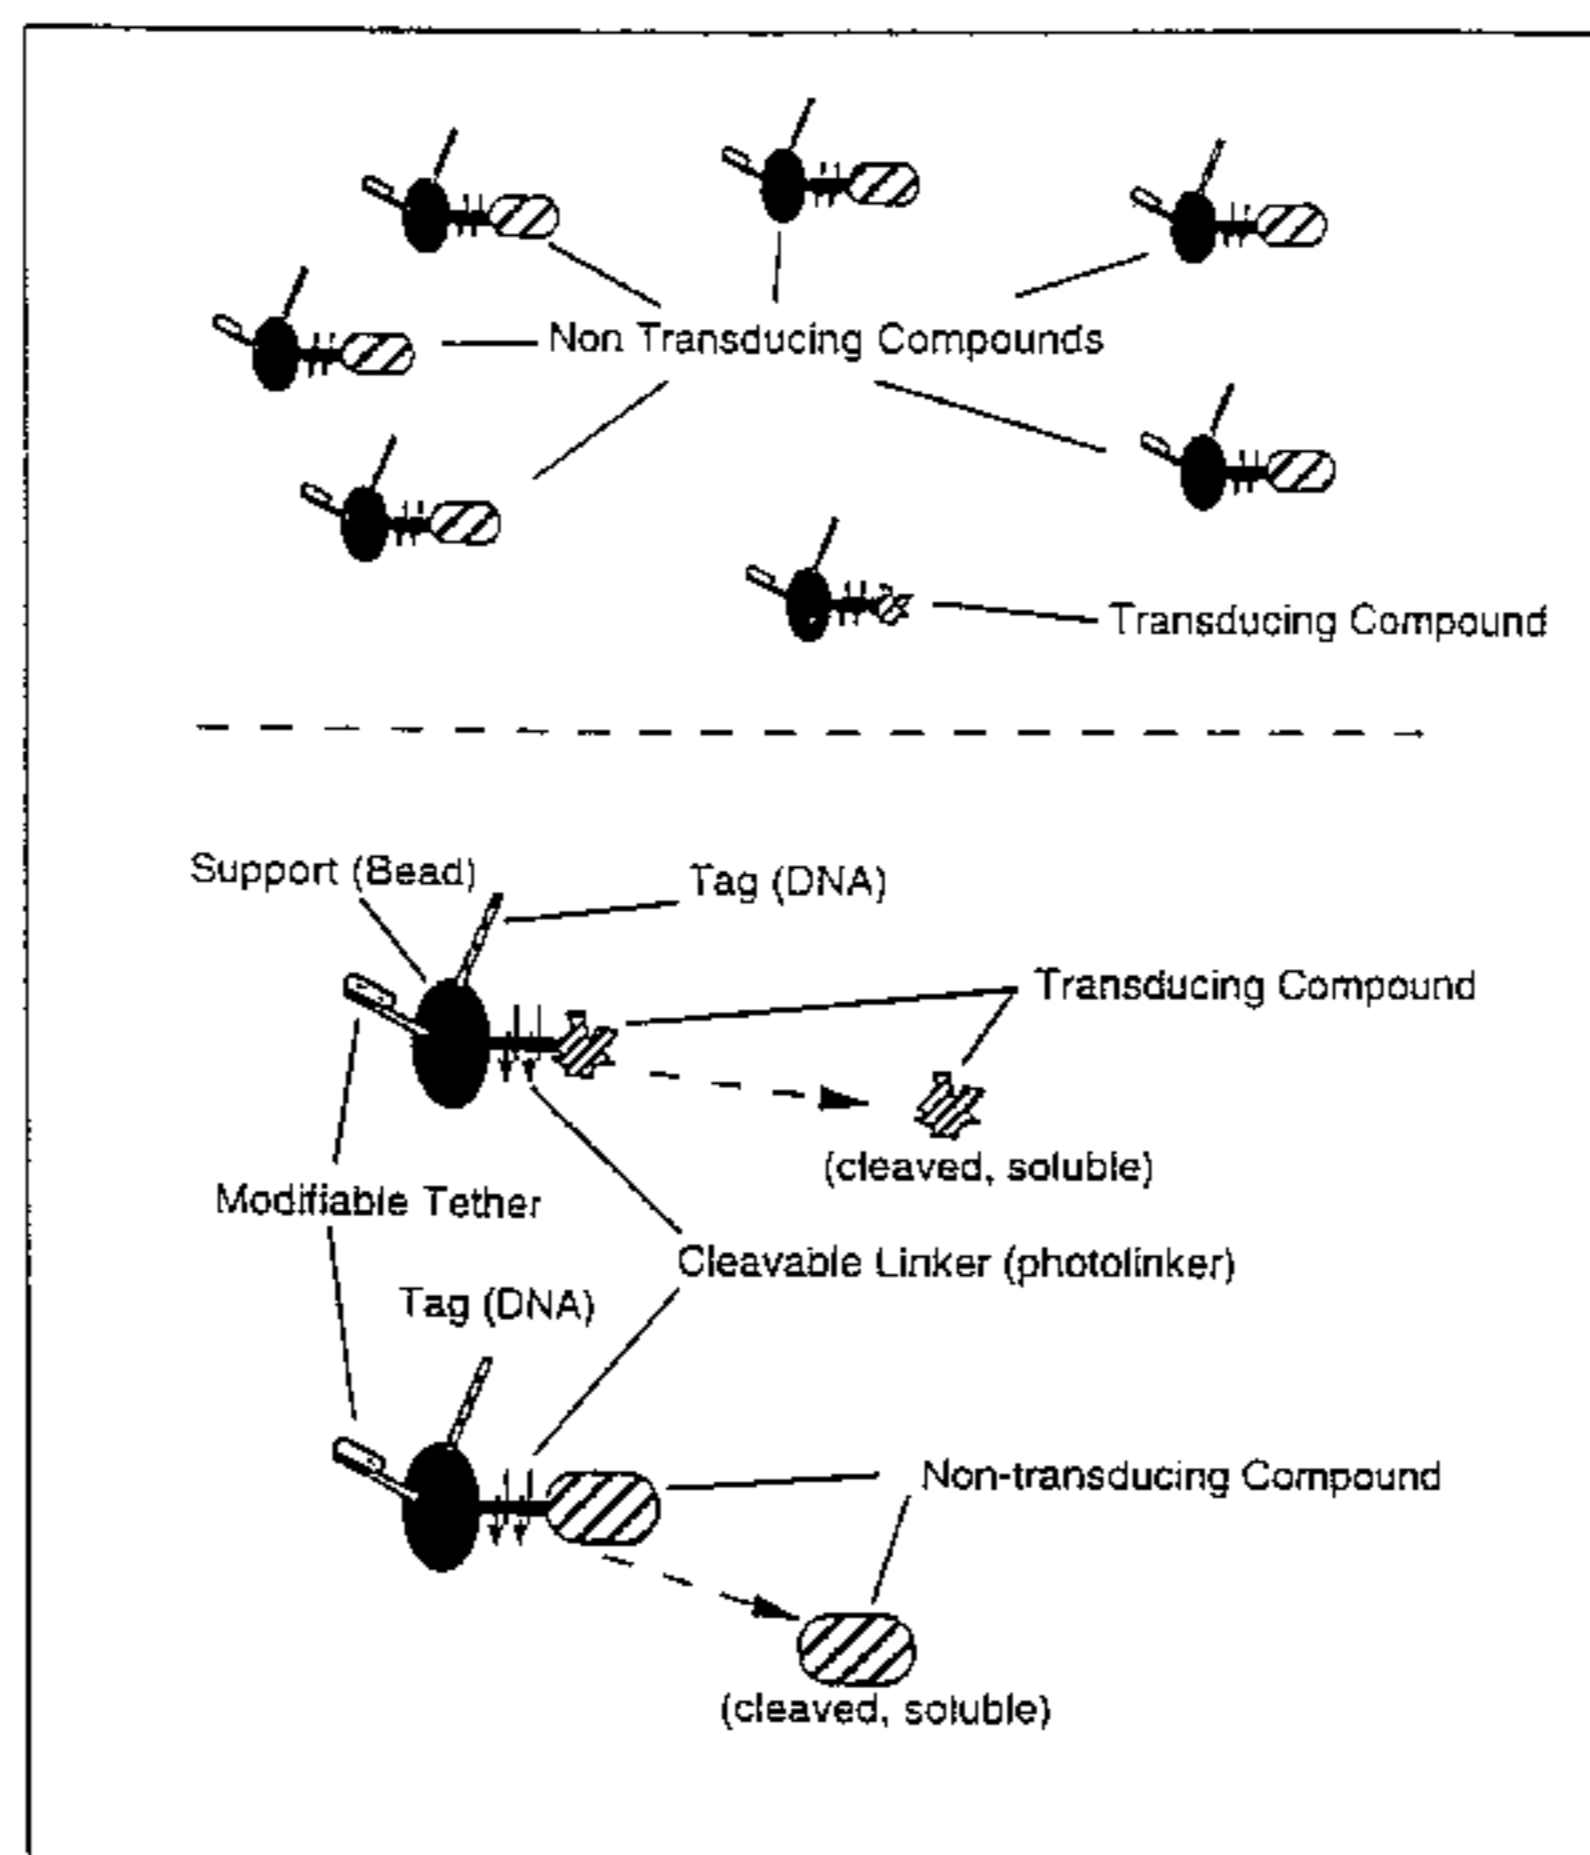 Non Transducing Compounds
Transducing Compound
Support (Bead)
Tag (DNA)
Transducing Compound
(cleaved, soluble)
Modifiable Tether
Cleavable Linker (photolinker)
Tag (DNA)
Non-transducing Compound
(cleaved, soluble)